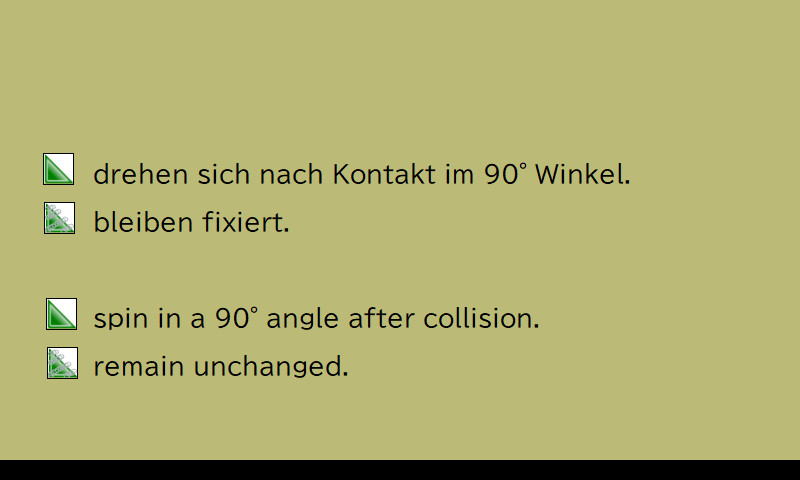 drehen sich nach Kontakt im 90° Winkel.
bleiben fixiert.
spin in a 90° angle after collision.
remain unchanged.